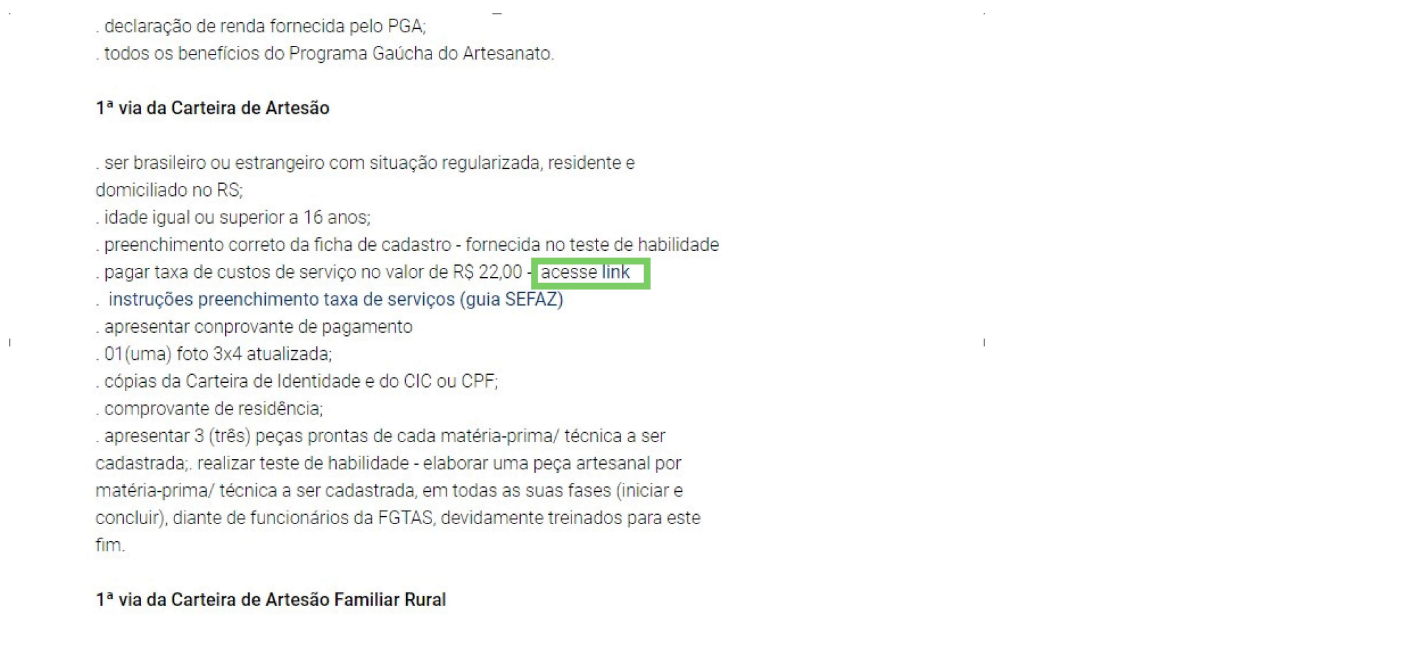 . declaração de renda fornecida pelo PGA;
. todos os benefícios do Programa Gaúcha do Artesanato.
1ª via da Carteira de Artesão
. ser brasileiro ou estrangeiro com situação regularizada, residente e
domiciliado no RS;
. idade igual ou superior a 16 anos;
. preenchimento correto da ficha de cadastro - fornecida no teste de habilidade
. pagar taxa de custos de serviço no valor de R$ 22,00 - acesse link
. instruções preenchimento taxa de serviços (guia SEFAZ)
. apresentar conprovante de pagamento
. 01(uma) foto 3x4 atualizada;
. cópias da Carteira de Identidade e do CIC ou CPF;
. comprovante de residência;
. apresentar 3 (três) peças prontas de cada matéria-prima/ técnica a ser
cadastrada;. realizar teste de habilidade - elaborar uma peça artesanal por
matéria-prima/ técnica a ser cadastrada, em todas as suas fases (iniciar e
concluir), diante de funcionários da FGTAS, devidamente treinados para este
fim.
1ª via da Carteira de Artesão Familiar Rural